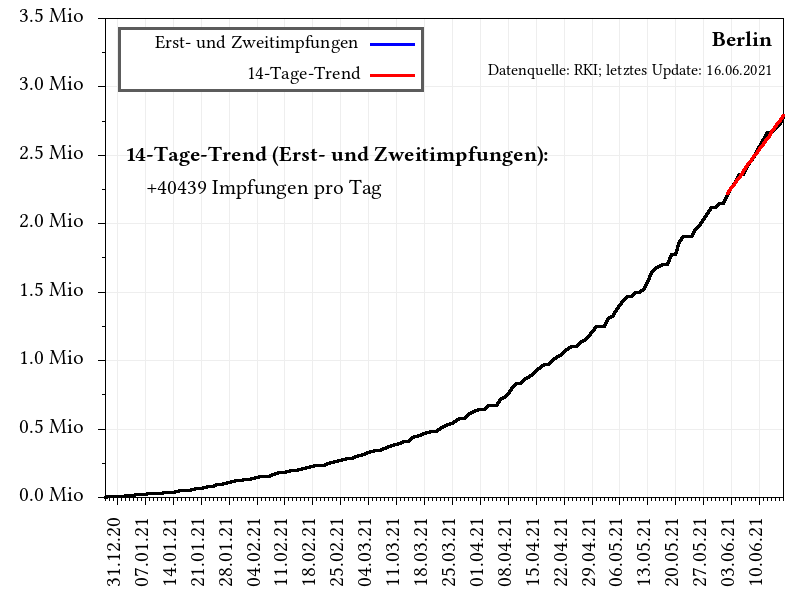 3.5 Mio
3.0 Mio
2.5 Mio
2.0 Mio
1.5 Mio
1.0 Mio
0.5 Mio
0.0 Mio
Erst- und Zweitimpfungen
14-Tage-Trend
Berlin
Datenquelle: RKI; letztes Update: 16.06.2021
14-Tage-Trend (Erst- und Zweitimpfungen):
+40439 Impfungen pro Tag
31.12.20
07.01.21
14.01.21
21.01.21
28.01.21
04.02.21
11.02.21
18.02.21
25.02.21
04.03.21
11.03.21
18.03.21
25.03.21
01.04.21
08.04.21
15.04.21
22.04.21
29.04.21
06.05.21
13.05.21
20.05.21
27.05.21
03.06.21
10.06.21